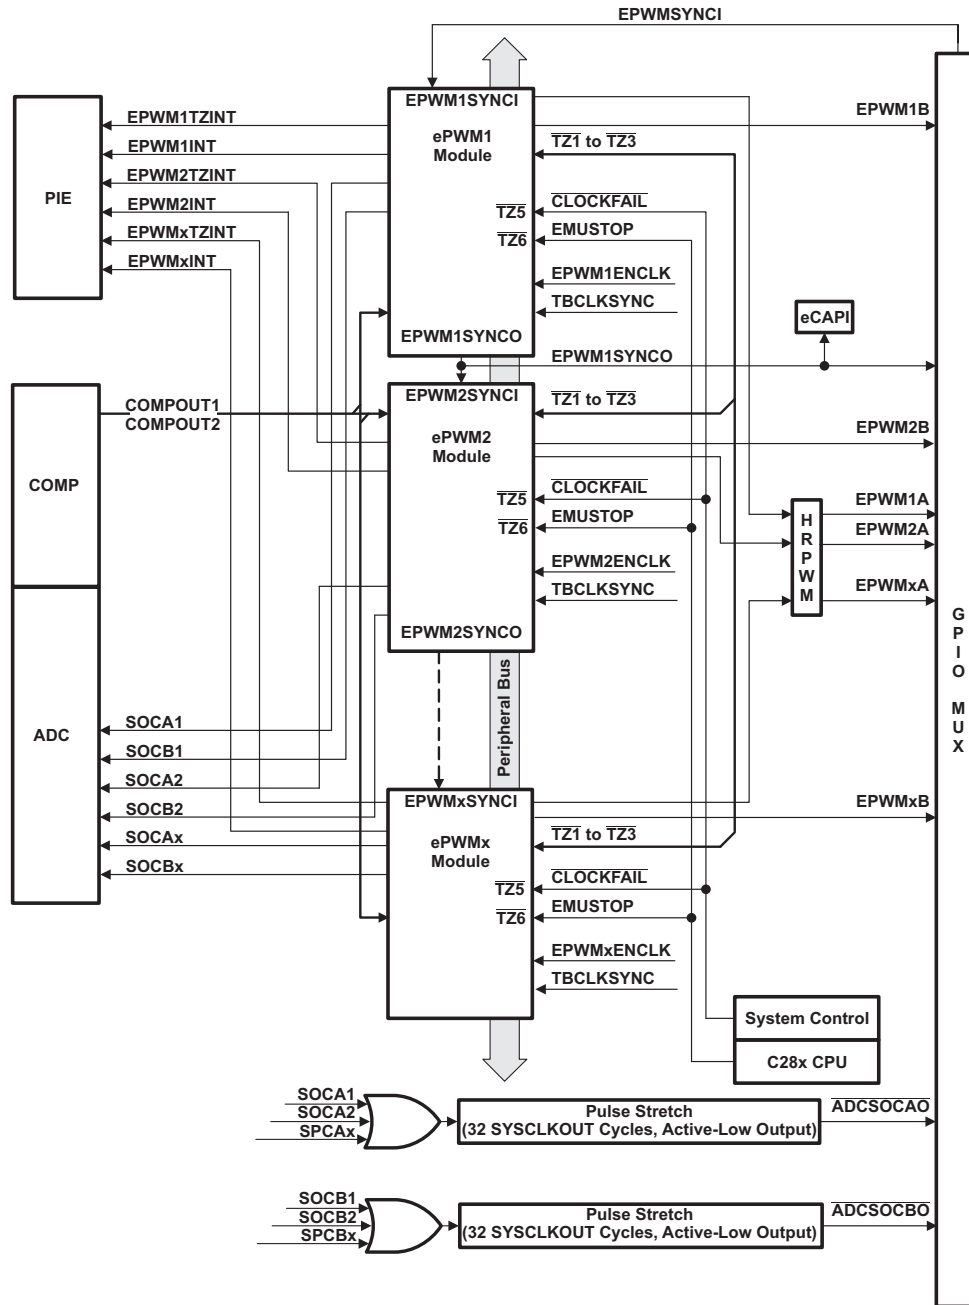 EPWMSYNCI
EPWM1SYNCI
ePWM1
Module
EPWM1TZINT
EPWM1INT
EPWM2TZINT
EPWM2INT
EPWMxTZINT
EPWMxINT
PIE
EPWM1B
TZ1 to TZ3
TZ5
CLOCKFAIL
TZ6
EMUSTOP
EPWM1ENCLK
TBCLKSYNC
EPWM1SYNCO
eCAPI
EPWM1SYNCO
EPWM2SYNCI
COMPOUT1
COMPOUT2
TZ1 to TZ3
ePWM2
Module
EPWM2B
COMP
TZ5
CLOCKFAIL
TZ6
EMUSTOP
HRPWM
EPWM1A
EPWM2A
EPWMxA
EPWM2ENCLK
TBCLKSYNC
EPWM2SYNCO
GPIO MUX
Peripheral Bus
ADC
SOCA1
SOCB1
SOCA2
SOCB2
SOCAx
SOCBx
EPWMxSYNCI
ePWMx
Module
EPWMxB
TZ1 to TZ3
TZ5
CLOCKFAIL
TZ6
EMUSTOP
EPWMxENCLK
TBCLKSYNC
System Control
C28x CPU
SOCA1
SOCA2
SPCAx
Pulse Stretch
(32 SYSCLKOUT Cycles, Active-Low Output)
ADCSOCAO
SOCB1
SOCB2
SPCBx
Pulse Stretch
(32 SYSCLKOUT Cycles, Active-Low Output)
ADCSOCBO